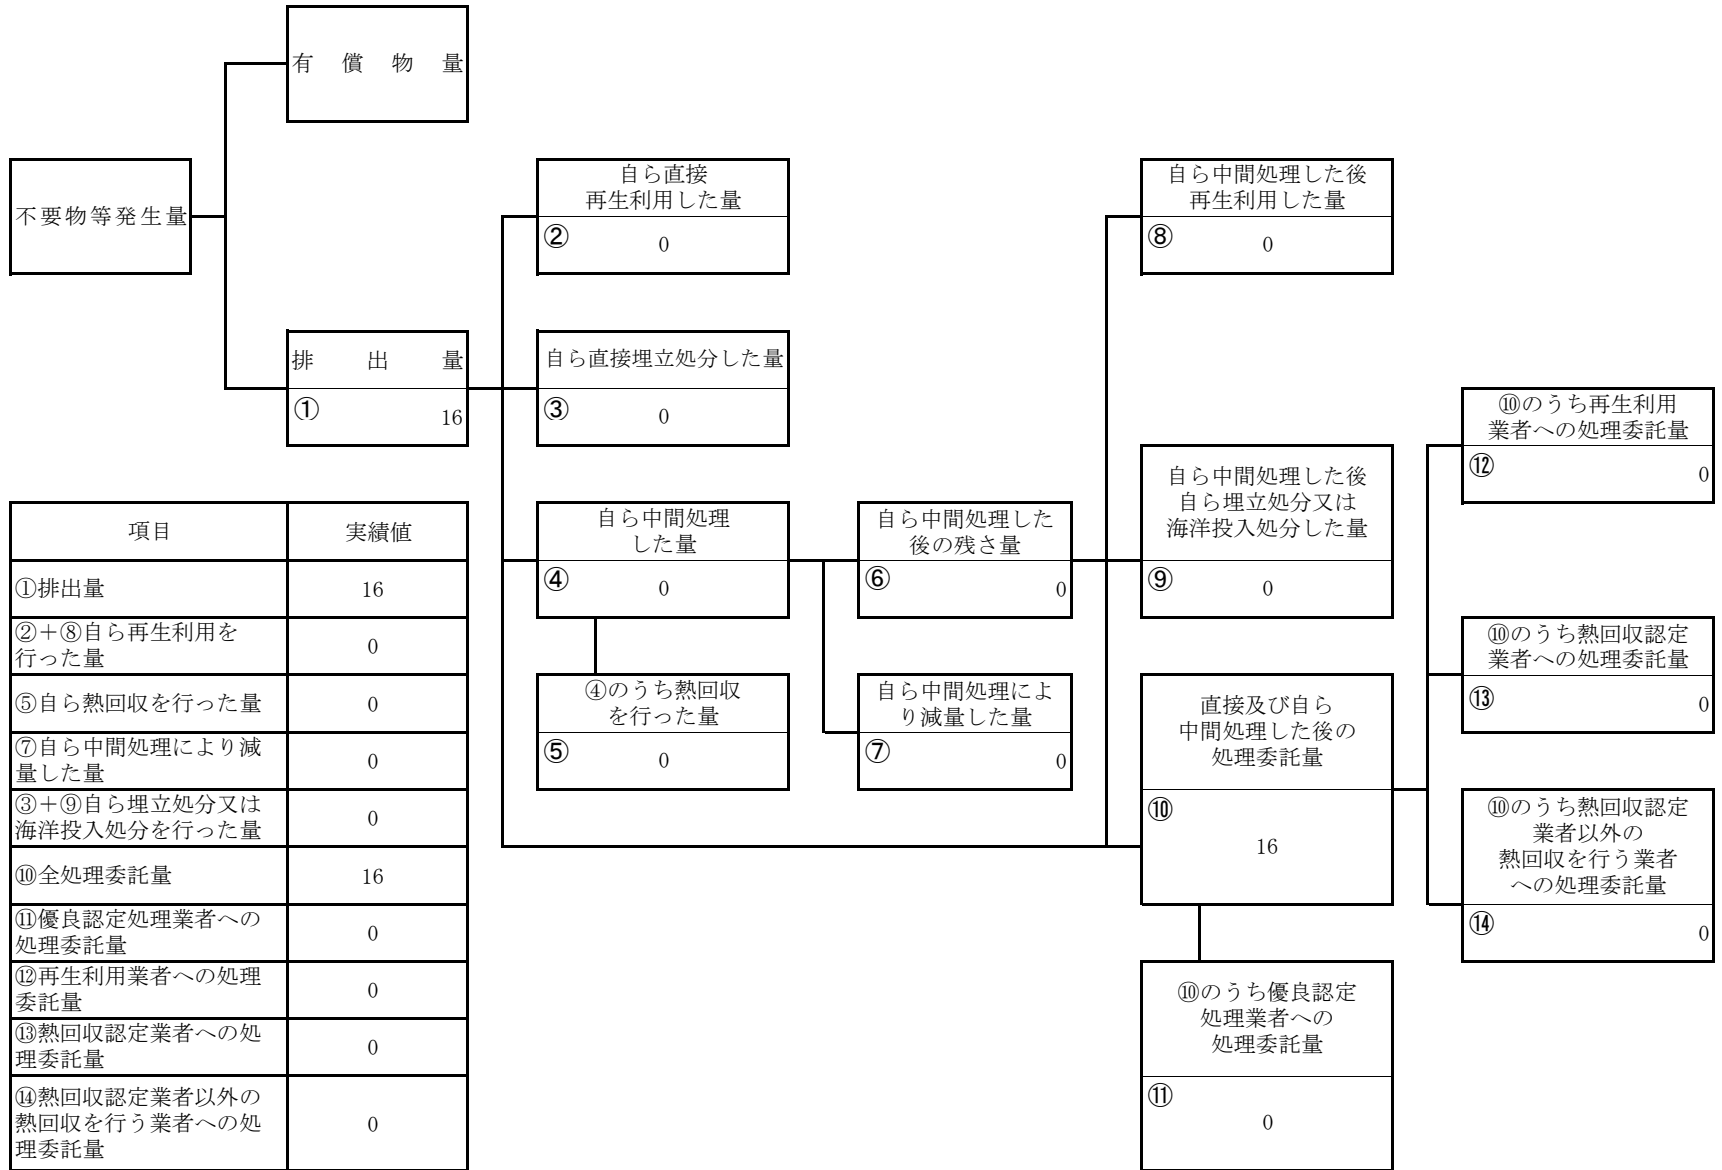 有償物量
不要物等発生量
排出量
① 16
自ら直接
再生利用した量
② 0
自ら直接埋立処分した量
③ 0
自ら中間処理
した量
④ 0
④のうち熱回収
を行った量
⑤ 0
自ら中間処理した
後の残さ量
⑥ 0
自ら中間処理によ
り減量した量
⑦ 0
自ら中間処理した後
再生利用した量
⑧ 0
自ら中間処理した後
自ら埋立処分又は
海洋投入処分した量
⑨ 0
直接及び自ら
中間処理した後の
処理委託量
⑩
16
⑩のうち優良認定
処理業者への
処理委託量
⑪
0
⑩のうち再生利用
業者への処理委託量
⑫ 0
⑩のうち熱回収認定
業者への処理委託量
⑬ 0
⑩のうち熱回収認定
業者以外の
熱回収を行う業者
への処理委託量
⑭ 0
項目 実績値
①排出量 16
②＋⑧自ら再生利用を
行った量 0
⑤自ら熱回収を行った量 0
⑦自ら中間処理により減
量した量 0
③＋⑨自ら埋立処分又は
海洋投入処分を行った量 0
⑩全処理委託量 16
⑪優良認定処理業者への
処理委託量 0
⑫再生利用業者への処理
委託量 0
⑬熱回収認定業者への処
理委託量 0
⑭熱回収認定業者以外の
熱回収を行う業者への処
理委託量 0